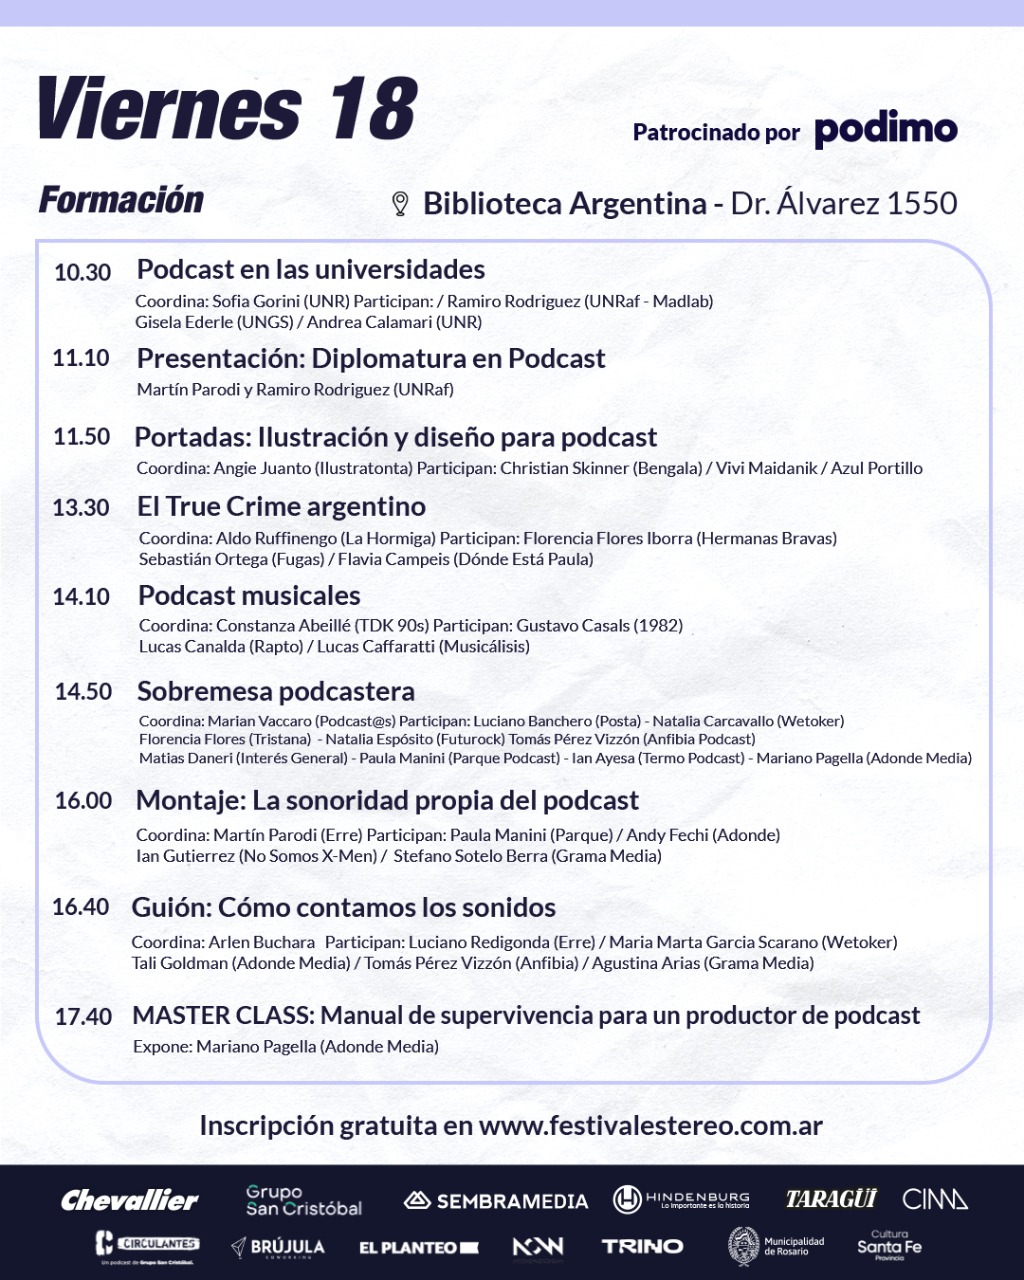 Viernes 18
Patrocinado por podimo
Formación
Biblioteca Argentina - Dr. Álvarez 1550
10.30 Podcast en las universidades
Coordina: Sofia Gorini (UNR) Participan: / Ramiro Rodriguez (UNRaf - Madlab)
Gisela Ederle (UNGS) / Andrea Calamari (UNR)
11.10 Presentación: Diplomatura en Podcast
Martín Parodi y Ramiro Rodriguez (UNRaf)
11.50 Portadas: Ilustración y diseño para podcast
Coordina: Angie Juanto (Ilustratonta) Participan: Christian Skinner (Bengala) / Vivi Maidanik / Azul Portillo
13.30 El True Crime argentino
Coordina: Aldo Ruffinengo (La Hormiga) Participan: Florencia Flores Iborra (Hermanas Bravas)
Sebastián Ortega (Fugas) / Flavia Campeis (Dónde Está Paula)
14.10 Podcast musicales
Coordina: Constanza Abeillé (TDK 90s) Participan: Gustavo Casals (1982)
Lucas Canalda (Rapto) / Lucas Caffaratti (Musicálisis)
14.50 Sobremesa podcastera
Coordina: Marian Vaccaro (Podcast@s) Participan: Luciano Banchero (Posta) - Natalia Carcavallo (Wetoker)
Florencia Flores (Tristana) - Natalia Espósito (Futurock) Tomás Pérez Vizzón (Anfibia Podcast)
Matias Daneri (Interés General) - Paula Manini (Parque Podcast) - Ian Ayesa (Termo Podcast) - Mariano Pagella (Adonde Media)
16.00 Montaje: La sonoridad propia del podcast
Coordina: Martín Parodi (Erre) Participan: Paula Manini (Parque) / Andy Fechi (Adonde)
Ian Gutierrez (No Somos X-Men) / Stefano Sotelo Berra (Grama Media)
16.40 Guión: Cómo contamos los sonidos
Coordina: Arlen Buchara Participan: Luciano Redigonda (Erre) / Maria Marta Garcia Scarano (Wetoker)
Tali Goldman (Adonde Media) / Tomás Pérez Vizzón (Anfibia) / Agustina Arias (Grama Media)
17.40 MASTER CLASS: Manual de supervivencia para un productor de podcast
Expone: Mariano Pagella (Adonde Media)
Inscripción gratuita en www.festivalestereo.com.ar
Chevallier
Grupo
San Cristóbal
SEMBRAMEDIA
HINDENBURG
Lo importante es la historia
TARAGÜÍ
CIMA
CIRCULANTES
Un podcast de Grupo San Cristóbal.
BRÚJULA
COWORKING
EL PLANTEO
NON
TRINO
Municipalidad
de Rosario
Cultura
Santa Fe
Provincia